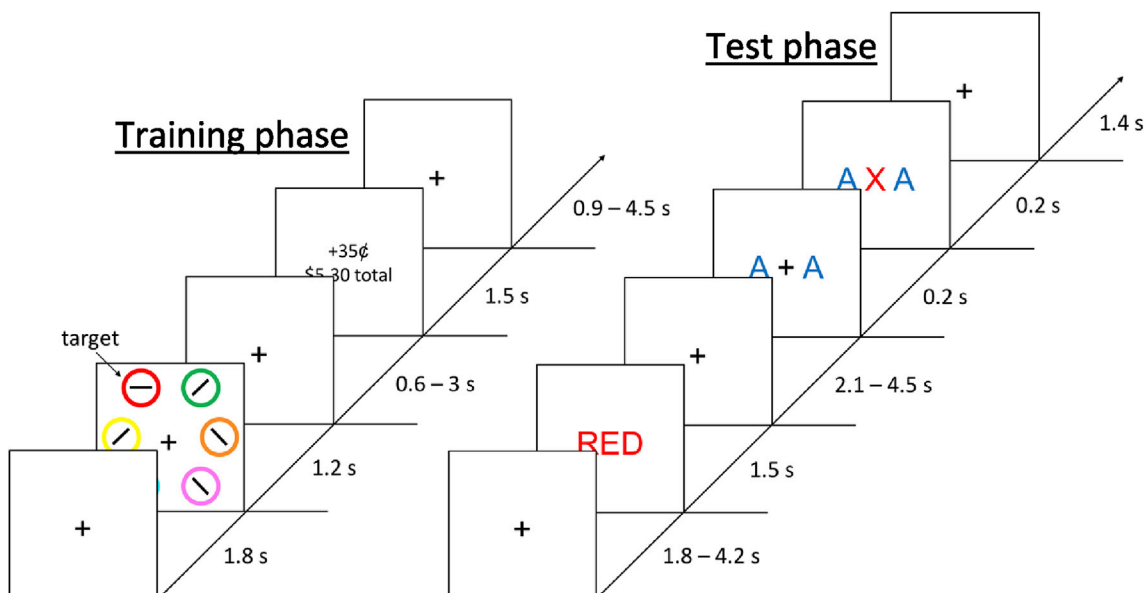 Training phase
+
0.9 – 4.5 s
+35¢
$5.30 total
1.5 s
+
0.6 – 3 s
target
+
1.2 s
+
1.8 s
Test phase
+
1.4 s
A X A
0.2 s
A + A
0.2 s
+
2.1 – 4.5 s
RED
1.5 s
+
1.8 – 4.2 s